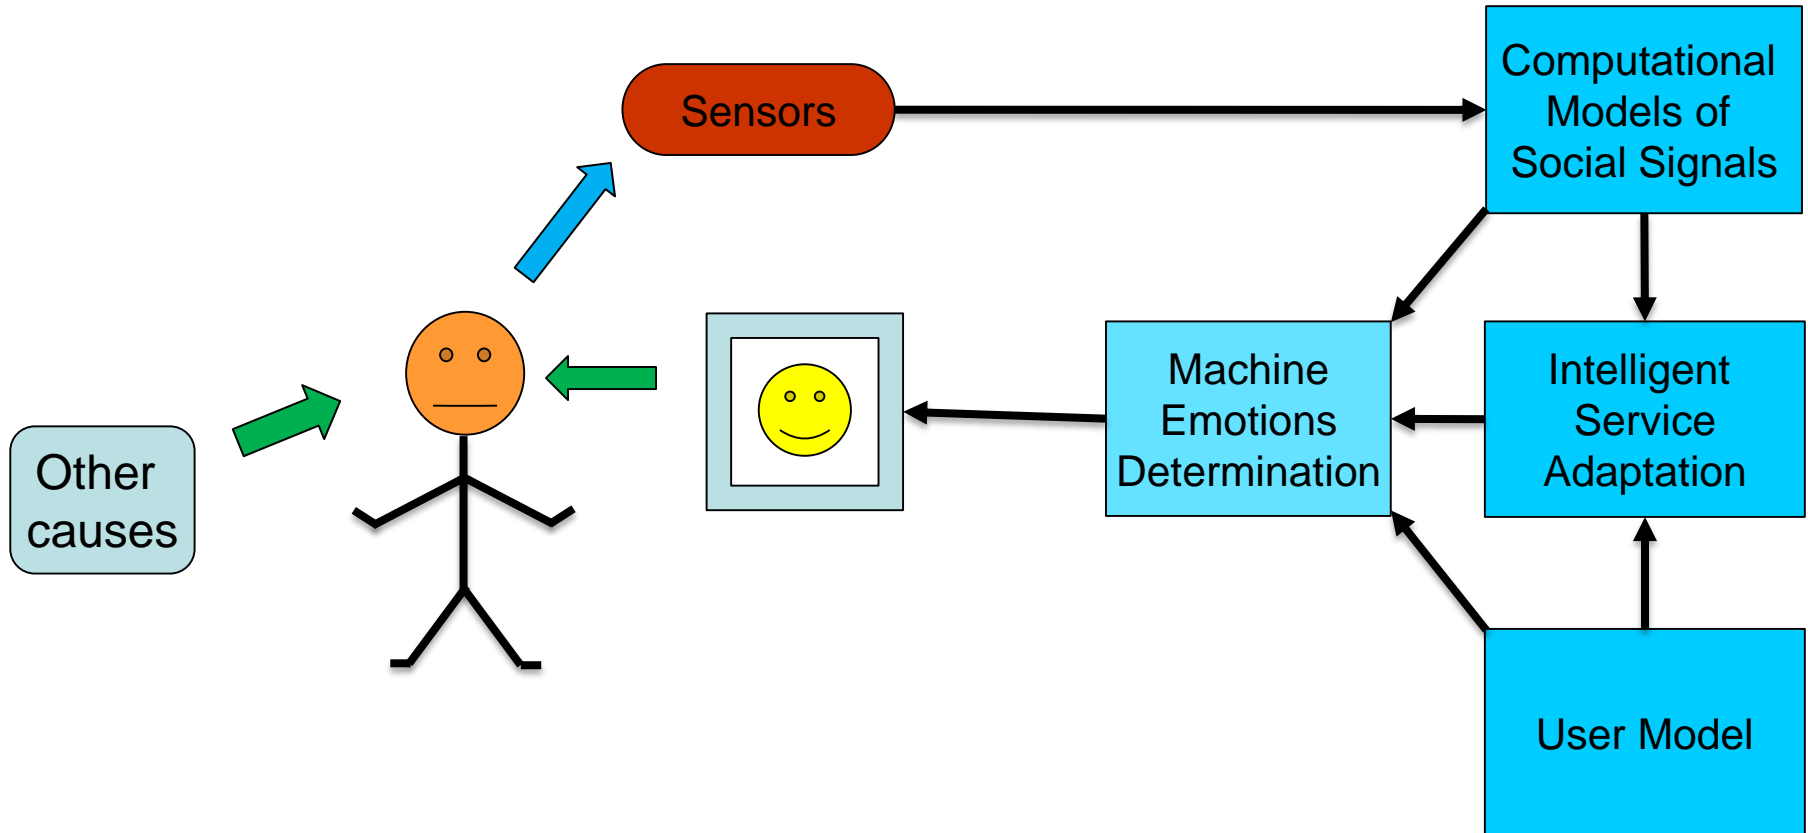 Sensors
Computational
Models of
Social Signals
Other
causes
Machine
Emotions
Determination
Intelligent
Service
Adaptation
User Model